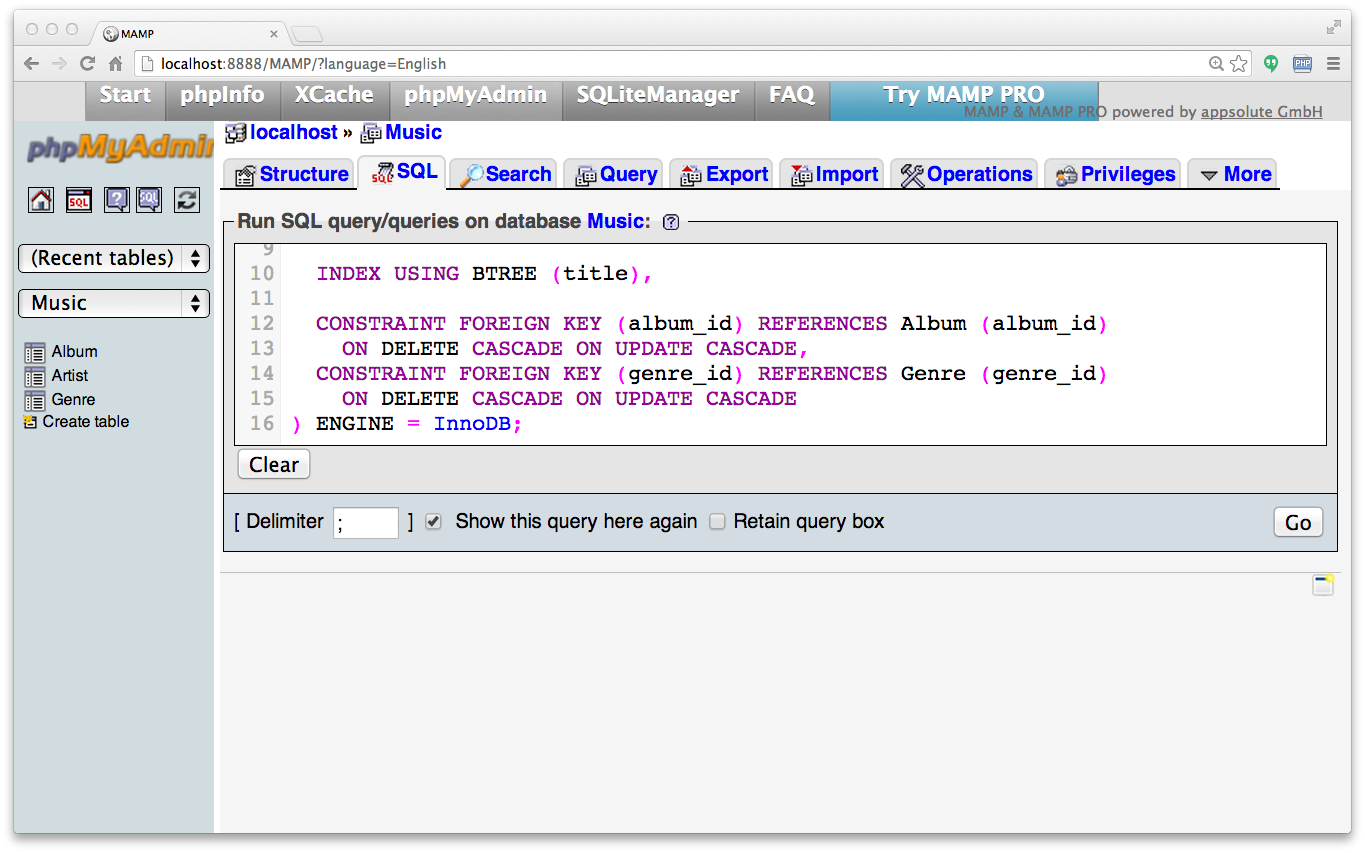 MAMP
localhost:8888/MAMP/?language=English
PHP
Start phpInfo XCache phpMyAdmin SQLiteManager FAQ Try MAMP PRO
MAMP & MAMP PRO powered by appsolute GmbH
phpMyAdmin
localhost » Music
Structure SQL Search Query Export Import Operations Privileges More
SQL ? SQL
(Recent tables)
Music
Album
Artist
Genre
Create table
Run SQL query/queries on database Music: ?
9
10 INDEX USING BTREE (title),
11
12 CONSTRAINT FOREIGN KEY (album_id) REFERENCES Album (album_id)
13 ON DELETE CASCADE ON UPDATE CASCADE,
14 CONSTRAINT FOREIGN KEY (genre_id) REFERENCES Genre (genre_id)
15 ON DELETE CASCADE ON UPDATE CASCADE
16 ) ENGINE = InnoDB;
Clear
[ Delimiter ; ] Show this query here again Retain query box Go